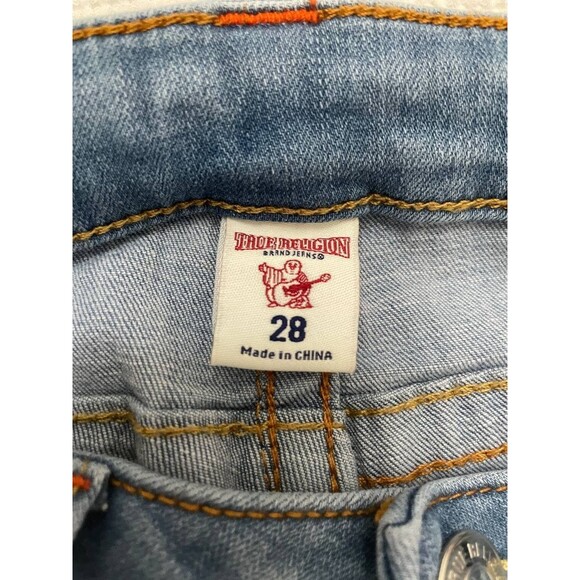 TRUE RELIGION
BRAND JEANS®
28
Made in CHINA